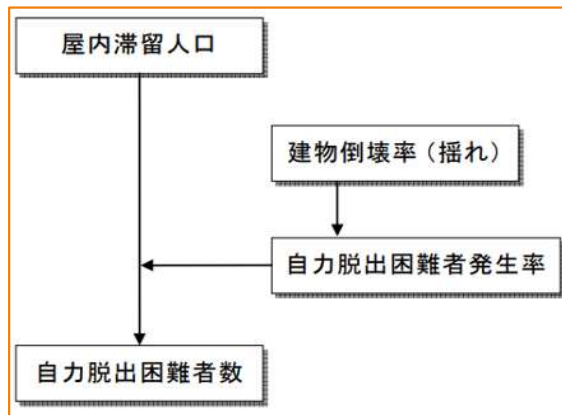 屋内滞留人口
建物倒壊率（揺れ）
自力脱出困難者発生率
自力脱出困難者数